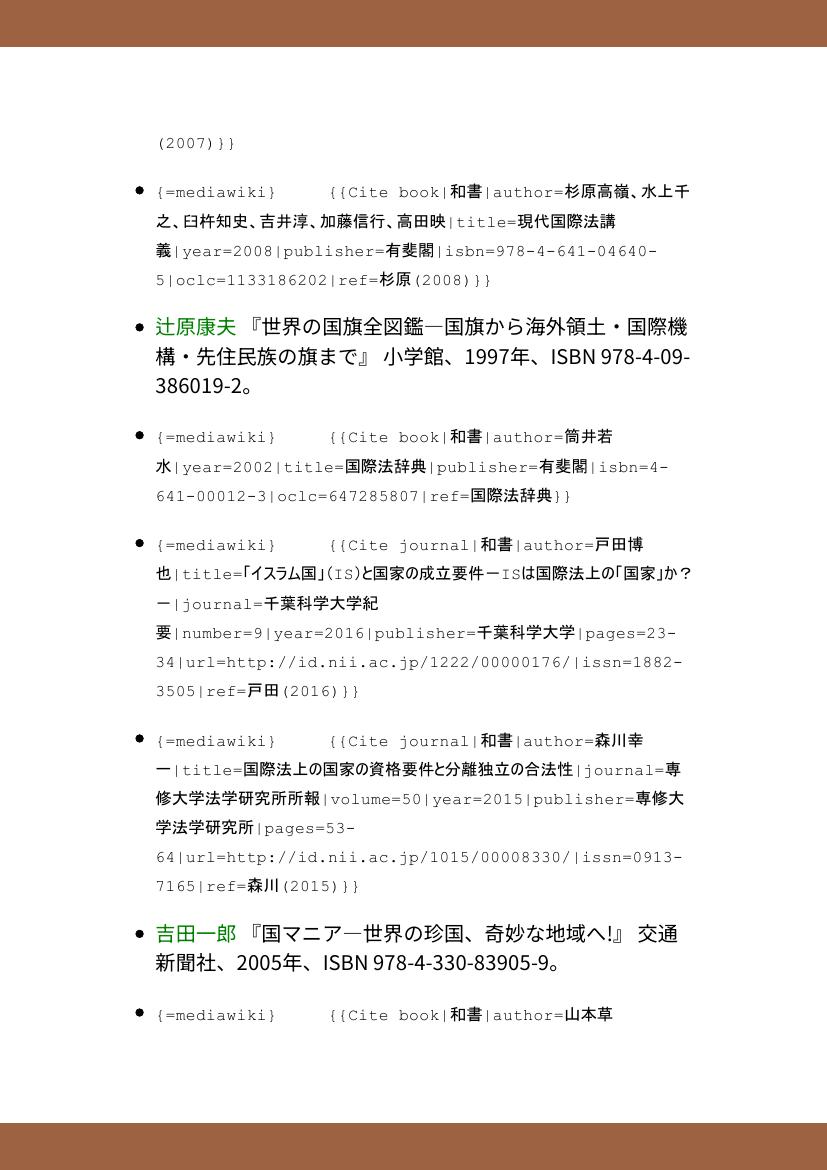 (2007)}}
• {=mediawiki} {{Cite book|和書|author=杉原高嶺、水上千
之、臼杵知史、吉井淳、加藤信行、高田映|title=現代国際法講
義|year=2008|publisher=有斐閣|isbn=978-4-641-04640-
5|oclc=1133186202|ref=杉原(2008)}}
• 辻原康夫 『世界の国旗全図鑑―国旗から海外領土・国際機
構・先住民族の旗まで』 小学館、1997年、ISBN 978-4-09-
386019-2。
• {=mediawiki} {{Cite book|和書|author=筒井若
水|year=2002|title=国際法辞典|publisher=有斐閣|isbn=4-
641-00012-3|oclc=647285807|ref=国際法辞典}}
• {=mediawiki} {{Cite journal|和書|author=戸田博
也|title=「イスラム国」(IS)と国家の成立要件－ISは国際法上の「国家」か？
－|journal=千葉科学大学紀
要|number=9|year=2016|publisher=千葉科学大学|pages=23-
34|url=http://id.nii.ac.jp/1222/00000176/|issn=1882-
3505|ref=戸田(2016)}}
• {=mediawiki} {{Cite journal|和書|author=森川幸
一|title=国際法上の国家の資格要件と分離独立の合法性|journal=専
修大学法学研究所所報|volume=50|year=2015|publisher=専修大
学法学研究所|pages=53-
64|url=http://id.nii.ac.jp/1015/00008330/|issn=0913-
7165|ref=森川(2015)}}
• 吉田一郎 『国マニア―世界の珍国、奇妙な地域へ!』 交通
新聞社、2005年、ISBN 978-4-330-83905-9。
• {=mediawiki} {{Cite book|和書|author=山本草